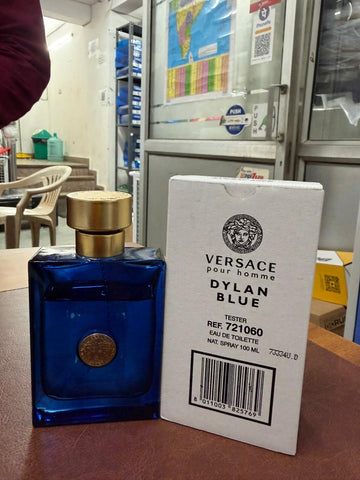 PUSH
VERSACE
pour homme
DYLAN
BLUE
TESTER
REF. 721060
EAU DE TOILETTE
NAT. SPRAY 100 ML
73334U.D
8 011003 825769